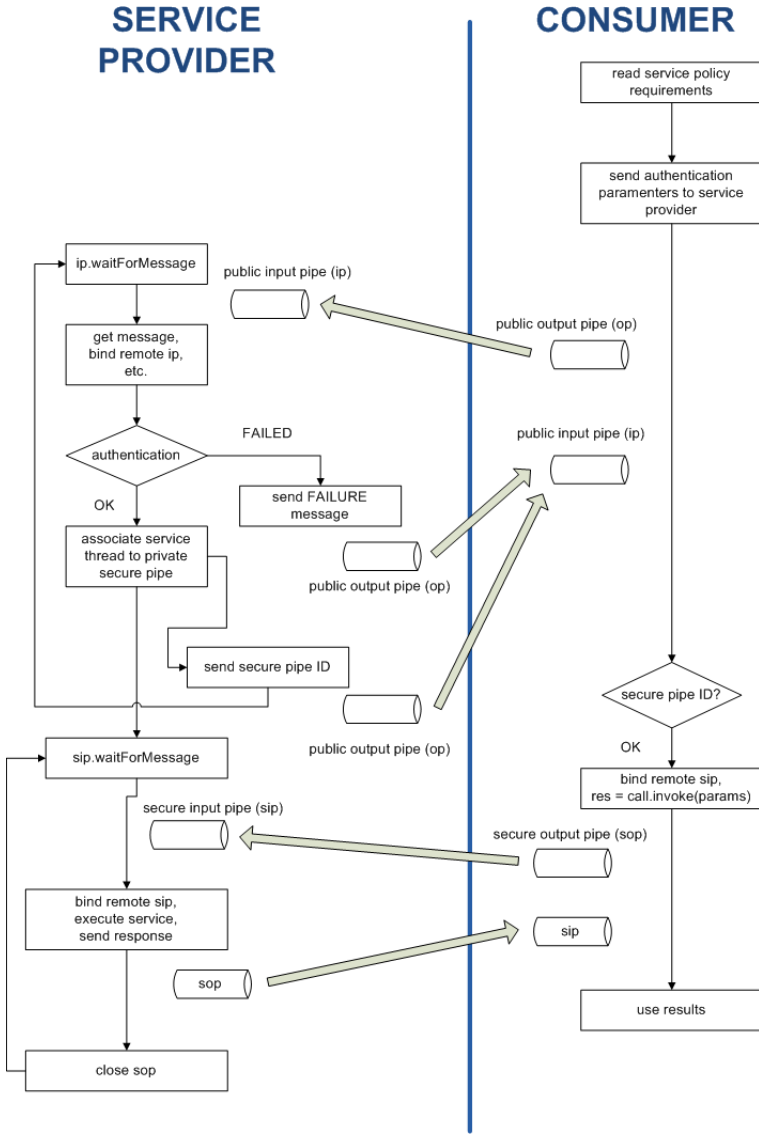 SERVICE
PROVIDER
CONSUMER
read service policy
requirements
send authentication
paramenters to service
provider
ip.waitForMessage
public input pipe (ip)
public output pipe (op)
get message,
bind remote ip,
etc.
authentication
FAILED
public input pipe (ip)
send FAILURE
message
OK
associate service
thread to private
secure pipe
public output pipe (op)
send secure pipe ID
secure pipe ID?
public output pipe (op)
OK
sip.waitForMessage
bind remote sip,
res = call.invoke(params)
secure input pipe (sip)
secure output pipe (sop)
bind remote sip,
execute service,
send response
sip
sop
use results
close sop